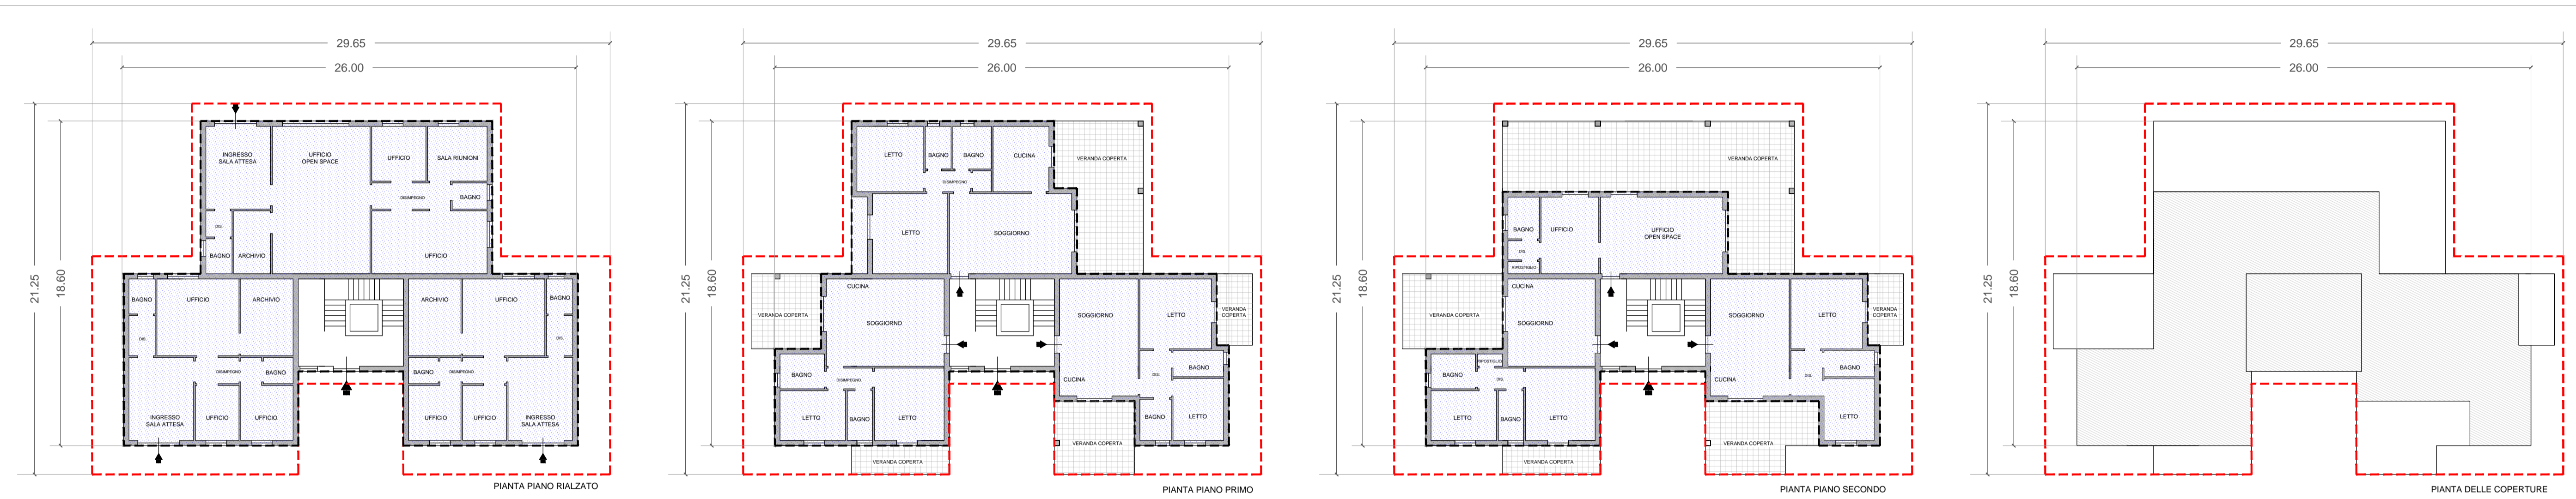 29.65
26.00
21.25
18.60
INGRESSO
SALA ATTESA
UFFICIO
OPEN SPACE
UFFICIO
SALA RIUNIONI
DISIMPEGNO
BAGNO
DIS.
BAGNO
ARCHIVIO
UFFICIO
BAGNO
UFFICIO
ARCHIVIO
DIS.
DISIMPEGNO
BAGNO
INGRESSO
SALA ATTESA
UFFICIO
UFFICIO
ARCHIVIO
UFFICIO
BAGNO
DIS.
BAGNO
DISIMPEGNO
UFFICIO
UFFICIO
INGRESSO
SALA ATTESA
PIANTA PIANO RIALZATO
29.65
26.00
21.25
18.60
LETTO
BAGNO
BAGNO
CUCINA
VERANDA COPERTA
DISIMPEGNO
LETTO
SOGGIORNO
CUCINA
VERANDA COPERTA
SOGGIORNO
BAGNO
DISIMPEGNO
LETTO
BAGNO
LETTO
VERANDA COPERTA
SOGGIORNO
LETTO
VERANDA
COPERTA
CUCINA
DIS.
BAGNO
BAGNO
LETTO
VERANDA COPERTA
PIANTA PIANO PRIMO
29.65
26.00
21.25
18.60
VERANDA COPERTA
BAGNO
UFFICIO
UFFICIO
OPEN SPACE
DIS.
RIPOSTIGLIO
CUCINA
VERANDA COPERTA
SOGGIORNO
RIPOSTIGLIO
BAGNO
DIS.
LETTO
BAGNO
LETTO
VERANDA COPERTA
SOGGIORNO
LETTO
VERANDA
COPERTA
CUCINA
DIS.
BAGNO
LETTO
VERANDA COPERTA
PIANTA PIANO SECONDO
29.65
26.00
21.25
18.60
PIANTA DELLE COPERTURE